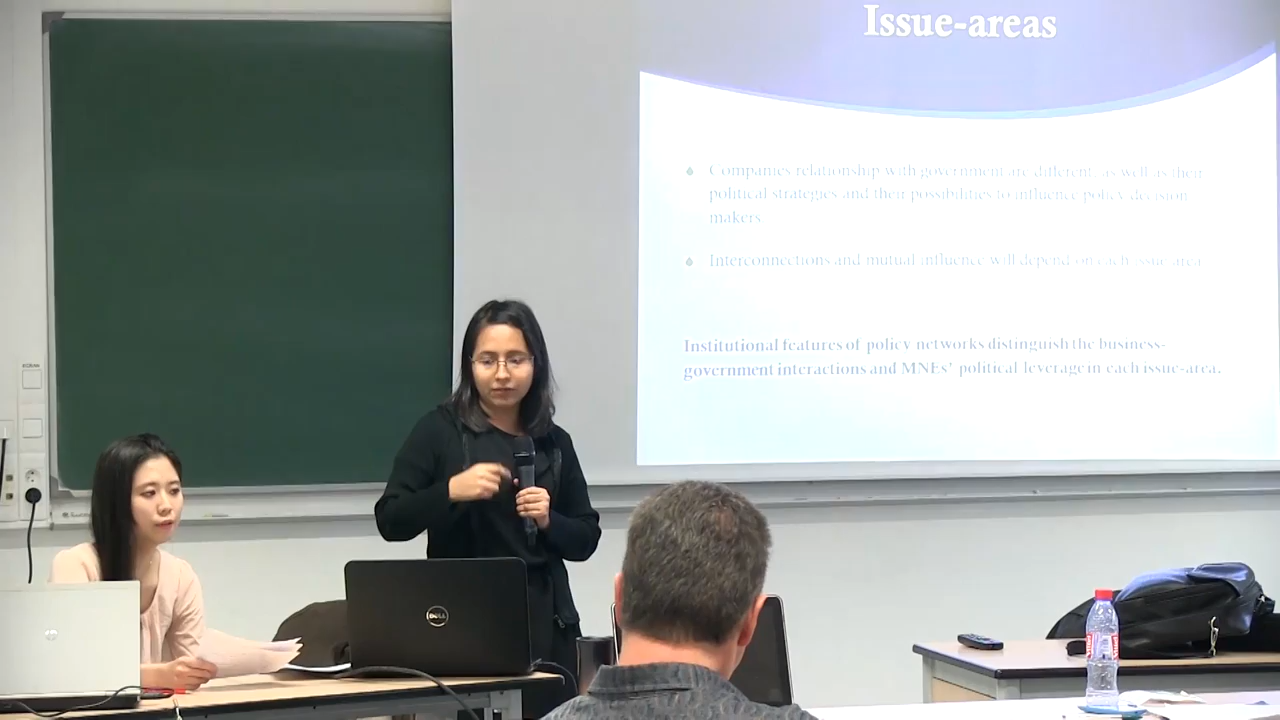 Issue-areas
Companies relationship with government are different, as well as their
political strategies and their possibilities to influence policy decision
makers
Interconnections and mutual influence will depend on each issue area
Institutional features of policy networks distinguish the business-
government interactions and MNEs' political leverage in each issue-area.
DELL